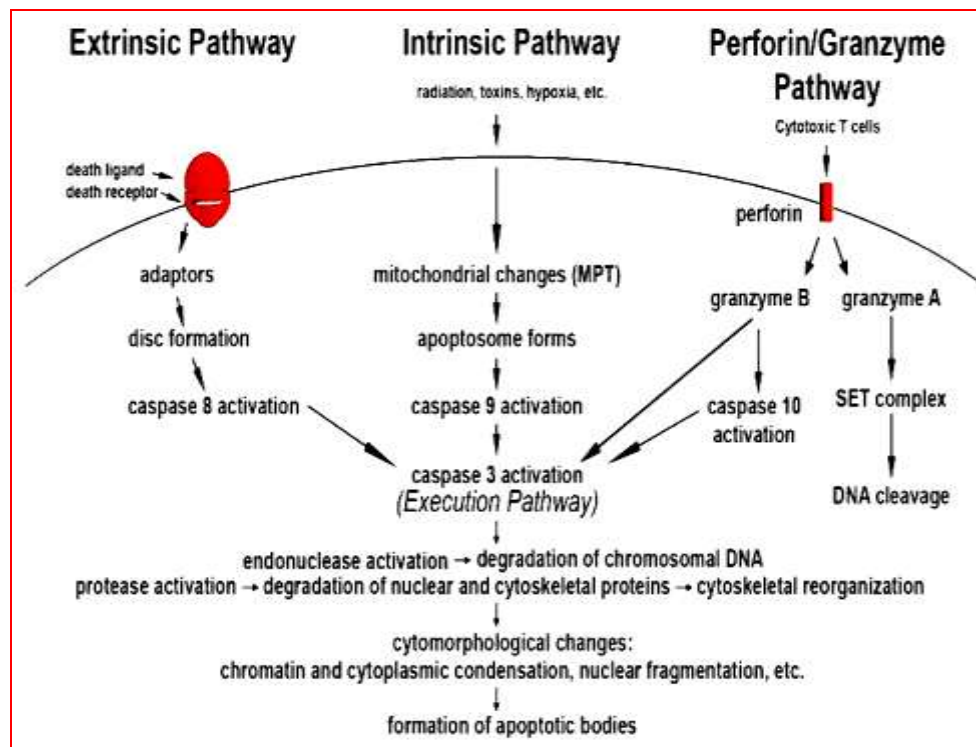 Extrinsic Pathway
Intrinsic Pathway
Perforin/Granzyme
Pathway
radiation, toxins, hypoxia, etc.
Cytotoxic T cells
death ligand
death receptor
perforin
adaptors
mitochondrial changes (MPT)
granzyme B
granzyme A
disc formation
apoptosome forms
caspase 8 activation
caspase 9 activation
caspase 10
activation
SET complex
caspase 3 activation
(Execution Pathway)
DNA cleavage
endonuclease activation → degradation of chromosomal DNA
protease activation → degradation of nuclear and cytoskeletal proteins → cytoskeletal reorganization
cytomorphological changes:
chromatin and cytoplasmic condensation, nuclear fragmentation, etc.
formation of apoptotic bodies